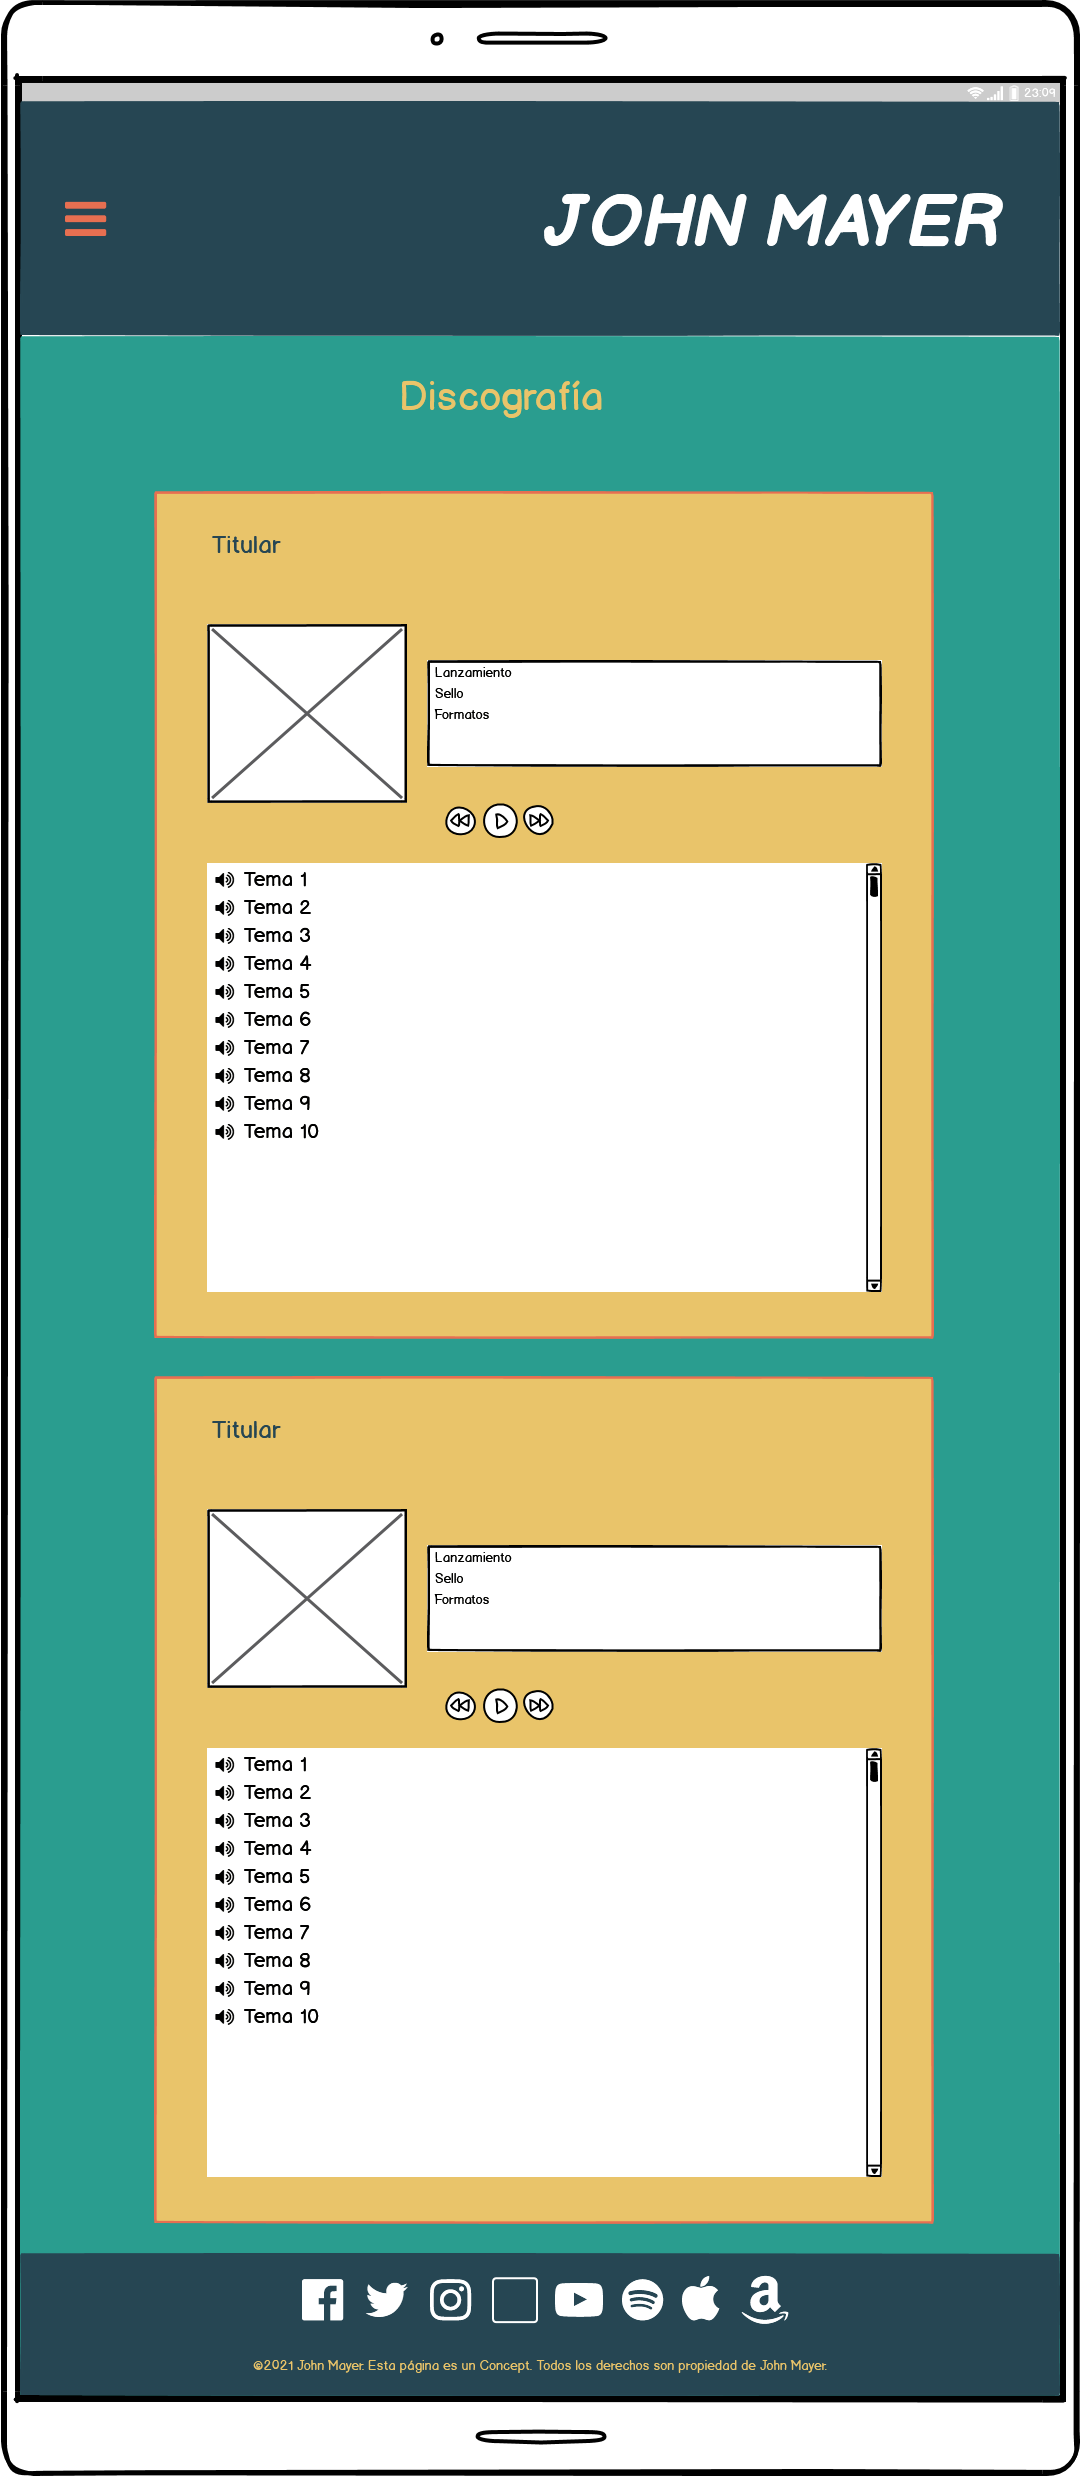 23:09
JOHN MAYER
Discografía
Titular
Lanzamiento
Sello
Formatos
Tema 1
Tema 2
Tema 3
Tema 4
Tema 5
Tema 6
Tema 7
Tema 8
Tema 9
Tema 10
Titular
Lanzamiento
Sello
Formatos
Tema 1
Tema 2
Tema 3
Tema 4
Tema 5
Tema 6
Tema 7
Tema 8
Tema 9
Tema 10
©2021 John Mayer. Esta página es un Concept. Todos los derechos son propiedad de John Mayer.